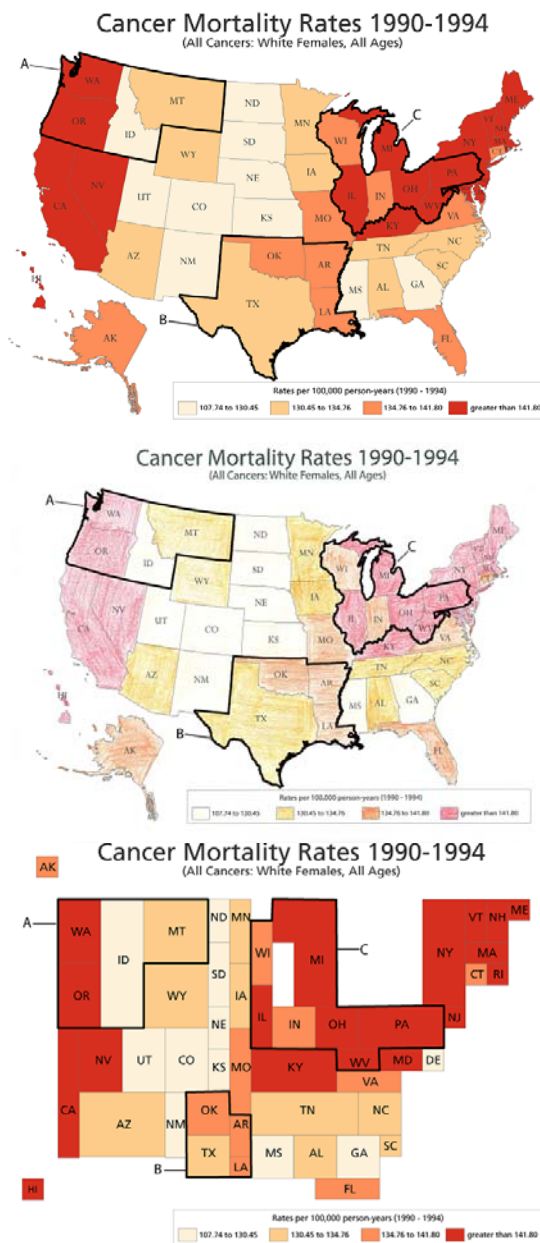 Cancer Mortality Rates 1990-1994
(All Cancers: White Females, All Ages)
A
WA
MT
ND
MN
ME
C
OR
ID
SD
WI
MI
VT
NH
NY
MA
CT
WY
IA
NE
PA
NV
UT
CO
IL
IN
OH
WV
CA
KS
MO
KY
VA
AZ
NM
OK
AR
TN
NC
SC
HI
TX
MS
AL
GA
LA
B
AK
FL
Rates per 100,000 person-years (1990 - 1994)
107.74 to 130.45 130.45 to 134.76 134.76 to 141.80 greater than 141.80
Cancer Mortality Rates 1990-1994
(All Cancers: White Females, All Ages)
A
WA
MT
ND
MN
ME
C
OR
ID
SD
WI
MI
NY
WY
IA
NE
PA
NV
UT
CO
IL
IN
OH
WV
CA
KS
MO
KY
VA
AZ
NM
OK
AR
TN
NC
SC
HI
TX
MS
AL
GA
LA
B
AK
FL
Rates per 100,000 person-years (1990 - 1994)
107.74 to 130.45 130.45 to 134.76 134.76 to 141.80 greater than 141.80
Cancer Mortality Rates 1990-1994
(All Cancers: White Females, All Ages)
AK
A
WA
ID
MT
ND
MN
WI
MI
C
NY
VT
NH
ME
MA
OR
WY
SD
IA
CT
RI
NE
IL
IN
OH
PA
NJ
NV
UT
CO
KS
MO
KY
WV
MD
DE
VA
CA
AZ
NM
OK
AR
TN
NC
B
TX
LA
MS
AL
GA
SC
HI
FL
Rates per 100,000 person-years (1990 - 1994)
107.74 to 130.45 130.45 to 134.76 134.76 to 141.80 greater than 141.80